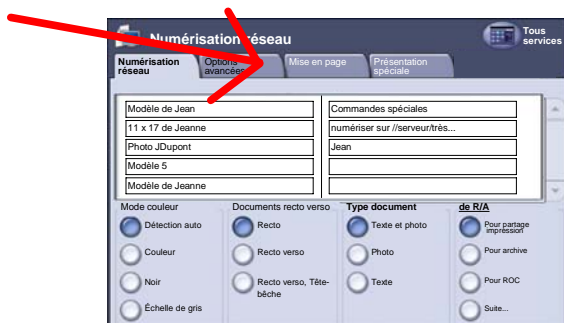 Numérisation réseau
Tous
services
Numérisation
réseau
Options
avancées
Mise en page
Présentation
spéciale
Modèle de Jean
11 x 17 de Jeanne
Photo JDupont
Modèle 5
Modèle de Jeanne
Commandes spéciales
numériser sur //serveur/très...
Jean
Mode couleur
Détection auto
Couleur
Noir
Échelle de gris
Documents recto verso
Recto
Recto verso
Recto verso, Tête-
bêche
Type document
Texte et photo
Photo
Texte
de R/A
Pour partage
impression
Pour archive
Pour ROC
Suite...